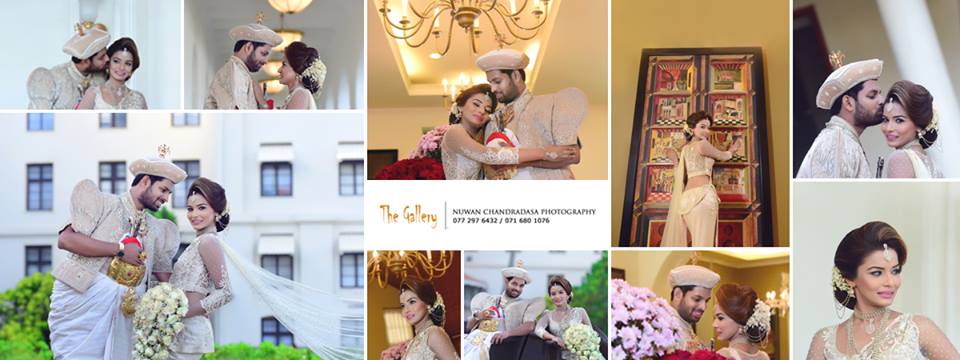 The Gallery
NUWAN CHANDRADASA PHOTOGRAPHY
077 297 6432 / 071 680 1076